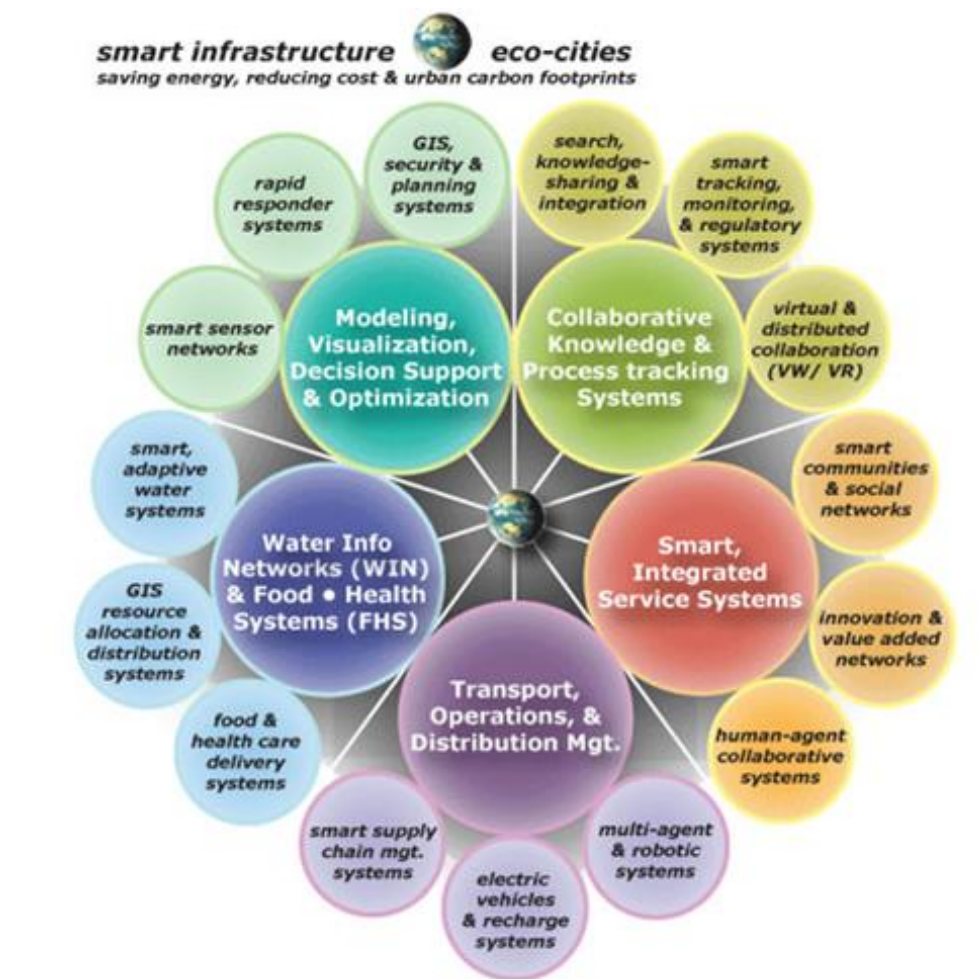 smart infrastructure eco-cities
saving energy, reducing cost & urban carbon footprints
GIS,
security &
planning
systems
search,
knowledge-
sharing &
integration
rapid
responder
systems
smart
tracking,
monitoring,
& regulatory
systems
smart sensor
networks
Modeling,
Visualization,
Decision Support
& Optimization
Collaborative
Knowledge &
Process tracking
Systems
virtual &
distributed
collaboration
(VW/ VR)
smart,
adaptive
water
systems
smart
communities
& social
networks
Water Info
Networks (WIN)
& Food • Health
Systems (FHS)
Smart,
Integrated
Service Systems
GIS
resource
allocation &
distribution
systems
innovation &
value added
networks
Transport,
Operations, &
Distribution Mgt.
food &
health care
delivery
systems
human-agent
collaborative
systems
smart supply
chain mgt.
systems
electric
vehicles
& recharge
systems
multi-agent
& robotic
systems